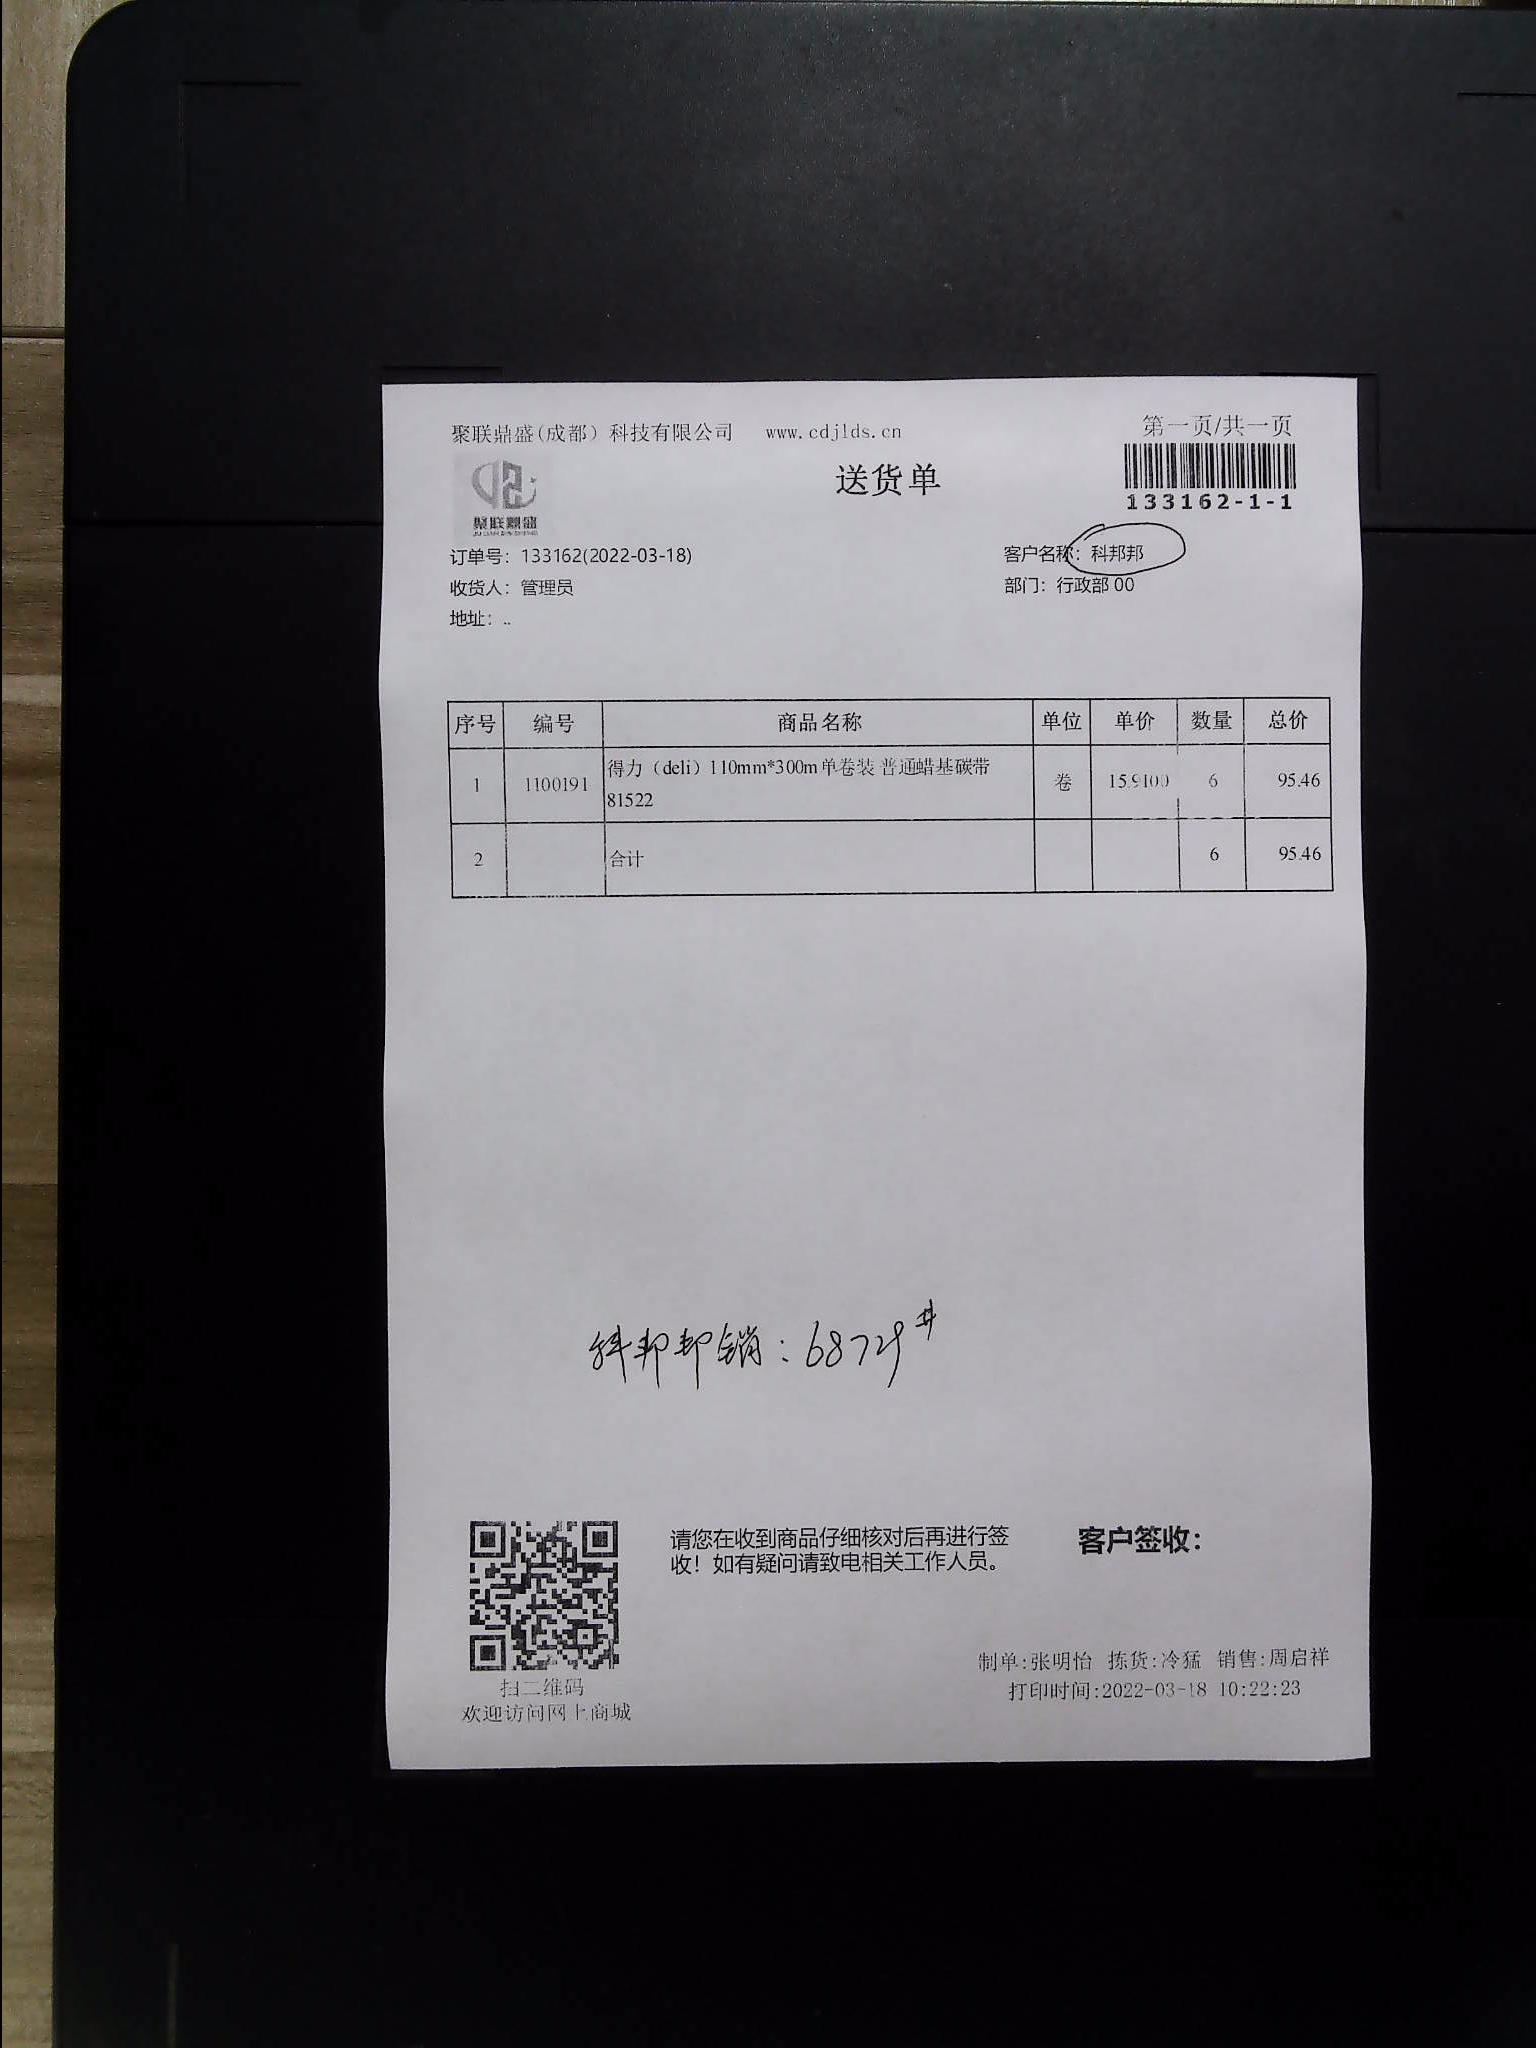 聚联鼎盛(成都）科技有限公司 www.cdjlds.cn
第一页/共一页
送货单
133162-1-1
聚联鼎盛
订单号：133162(2022-03-18)
客户名称：科邦邦
收货人：管理员
部门：行政部 00
地址：..
序号 编号 商品名称 单位 单价 数量 总价
1 1100191 得力（deli）110mm*300m单卷装 普通蜡基碳带 卷 15.9100 6 95.46
81522
2 合计 6 95.46
科邦邦销：68729#
请您在收到商品仔细核对后再进行签
收！如有疑问请致电相关工作人员。
客户签收：
制单:张明怡 拣货:冷猛 销售:周启祥
打印时间:2022-03-18 10:22:23
扫二维码
欢迎访问网上商城